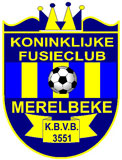 KONINKLIJKE
FUSIECLUB
MERELBEKE
K.B.V.B.
3551